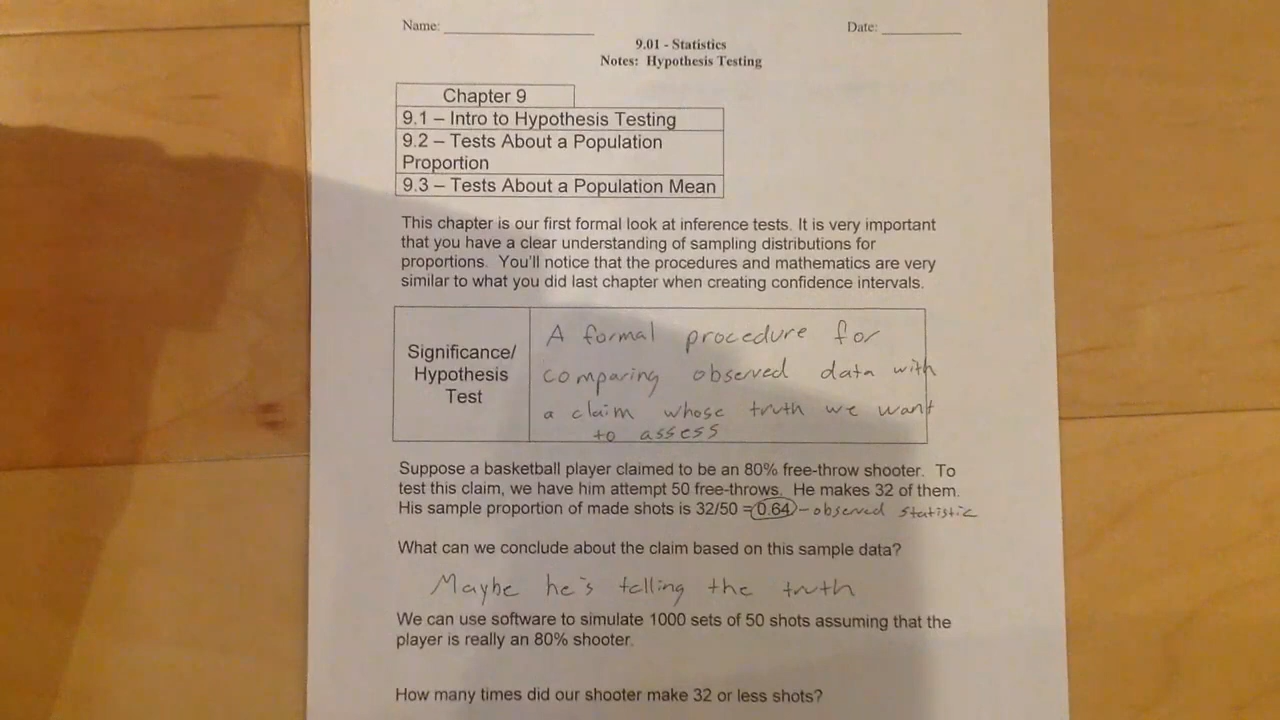 Name: ____________ Date: ________
9.01 - Statistics
Notes: Hypothesis Testing
Chapter 9
9.1 – Intro to Hypothesis Testing
9.2 – Tests About a Population
Proportion
9.3 – Tests About a Population Mean
This chapter is our first formal look at inference tests. It is very important
that you have a clear understanding of sampling distributions for
proportions. You'll notice that the procedures and mathematics are very
similar to what you did last chapter when creating confidence intervals.
Significance/
Hypothesis
Test
A formal procedure for
comparing observed data with
a claim whose truth we want
to assess
Suppose a basketball player claimed to be an 80% free-throw shooter. To
test this claim, we have him attempt 50 free-throws. He makes 32 of them.
His sample proportion of made shots is 32/50 = 0.64 – observed statistic
What can we conclude about the claim based on this sample data?
Maybe he's telling the truth
We can use software to simulate 1000 sets of 50 shots assuming that the
player is really an 80% shooter.
How many times did our shooter make 32 or less shots?